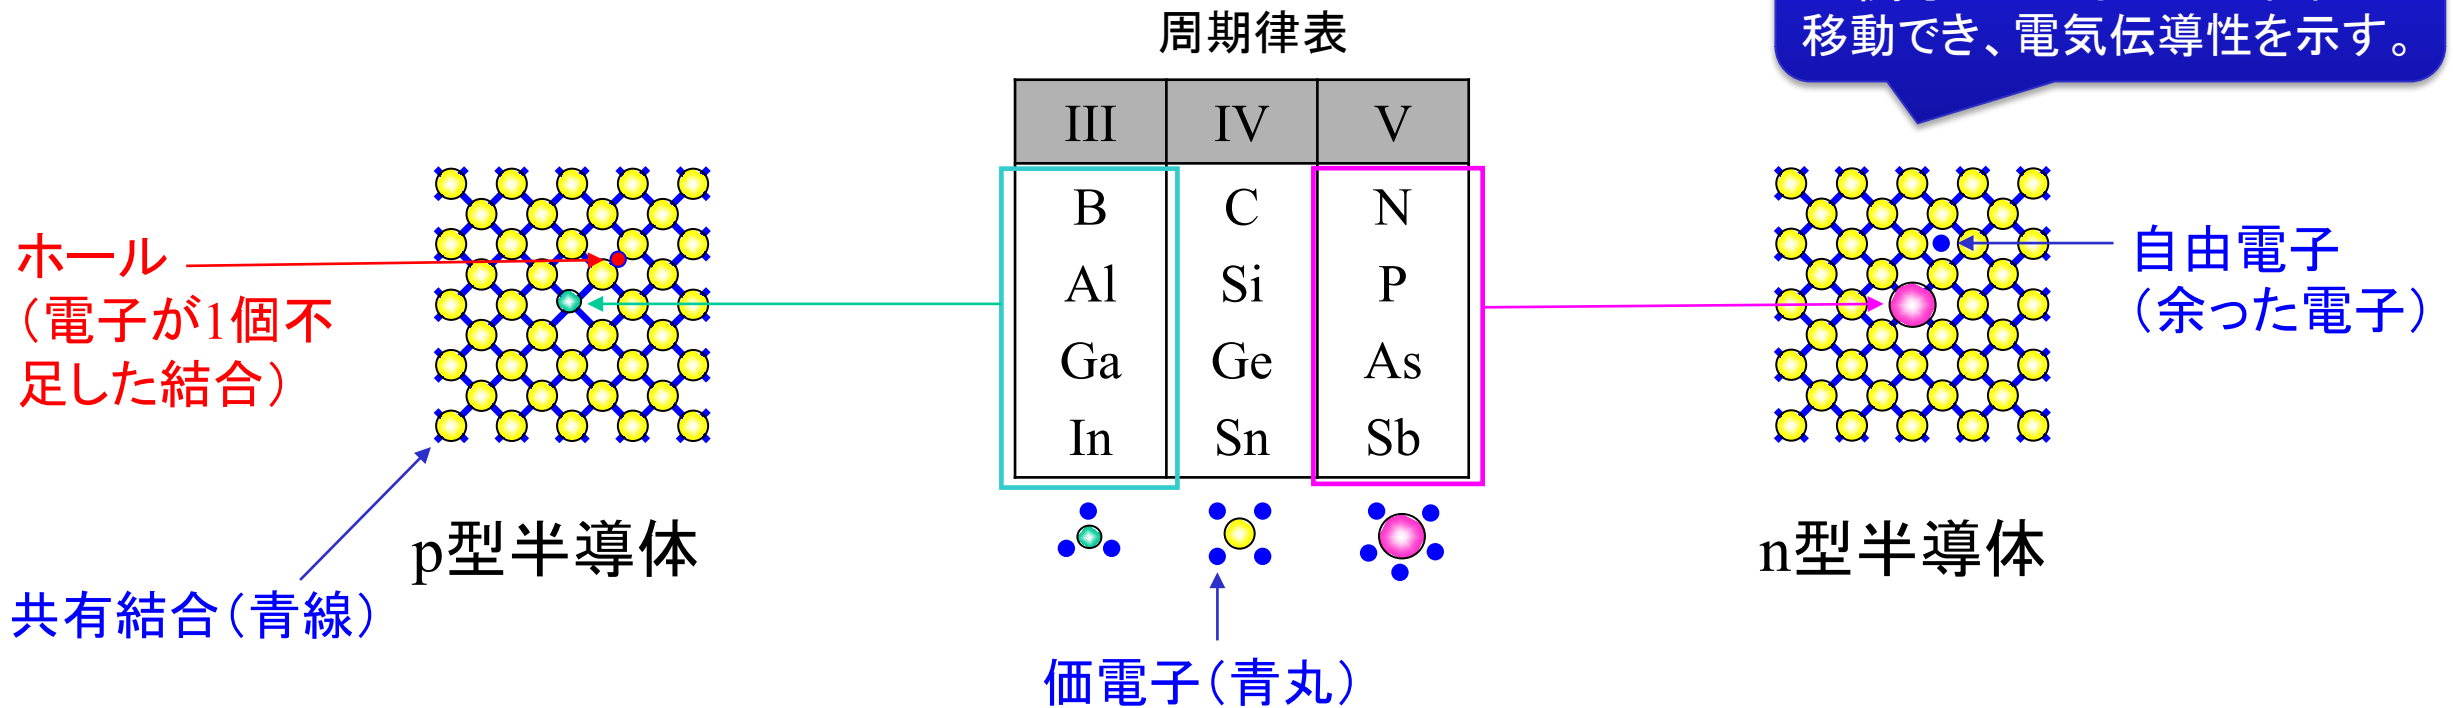 周期律表
移動でき、電気伝導性を示す。
III IV V
B C N
Al Si P
Ga Ge As
In Sn Sb
ホール
（電子が1個不
足した結合）
自由電子
（余った電子）
p型半導体
n型半導体
共有結合（青線）
価電子（青丸）